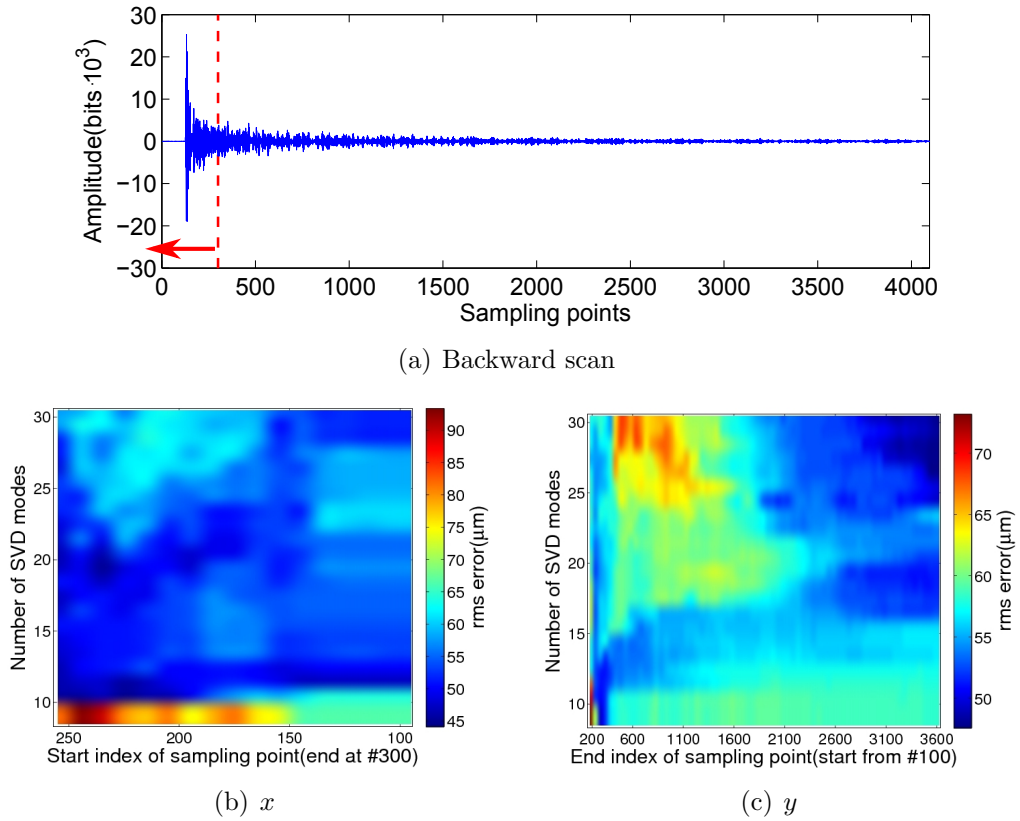 Amplitude(bits·10³)
30
20
10
0
−10
−20
−30
0 500 1000 1500 2000 2500 3000 3500 4000
Sampling points
(a) Backward scan
Number of SVD modes
30
25
20
15
10
250 200 150 100
Start index of sampling point(end at #300)
90
85
80
75
70
65
60
55
50
45
rms error(μm)
(b) x
Number of SVD modes
30
25
20
15
10
200 600 1100 1600 2100 2600 3100 3600
End index of sampling point(start from #100)
70
65
60
55
50
rms error(μm)
(c) y